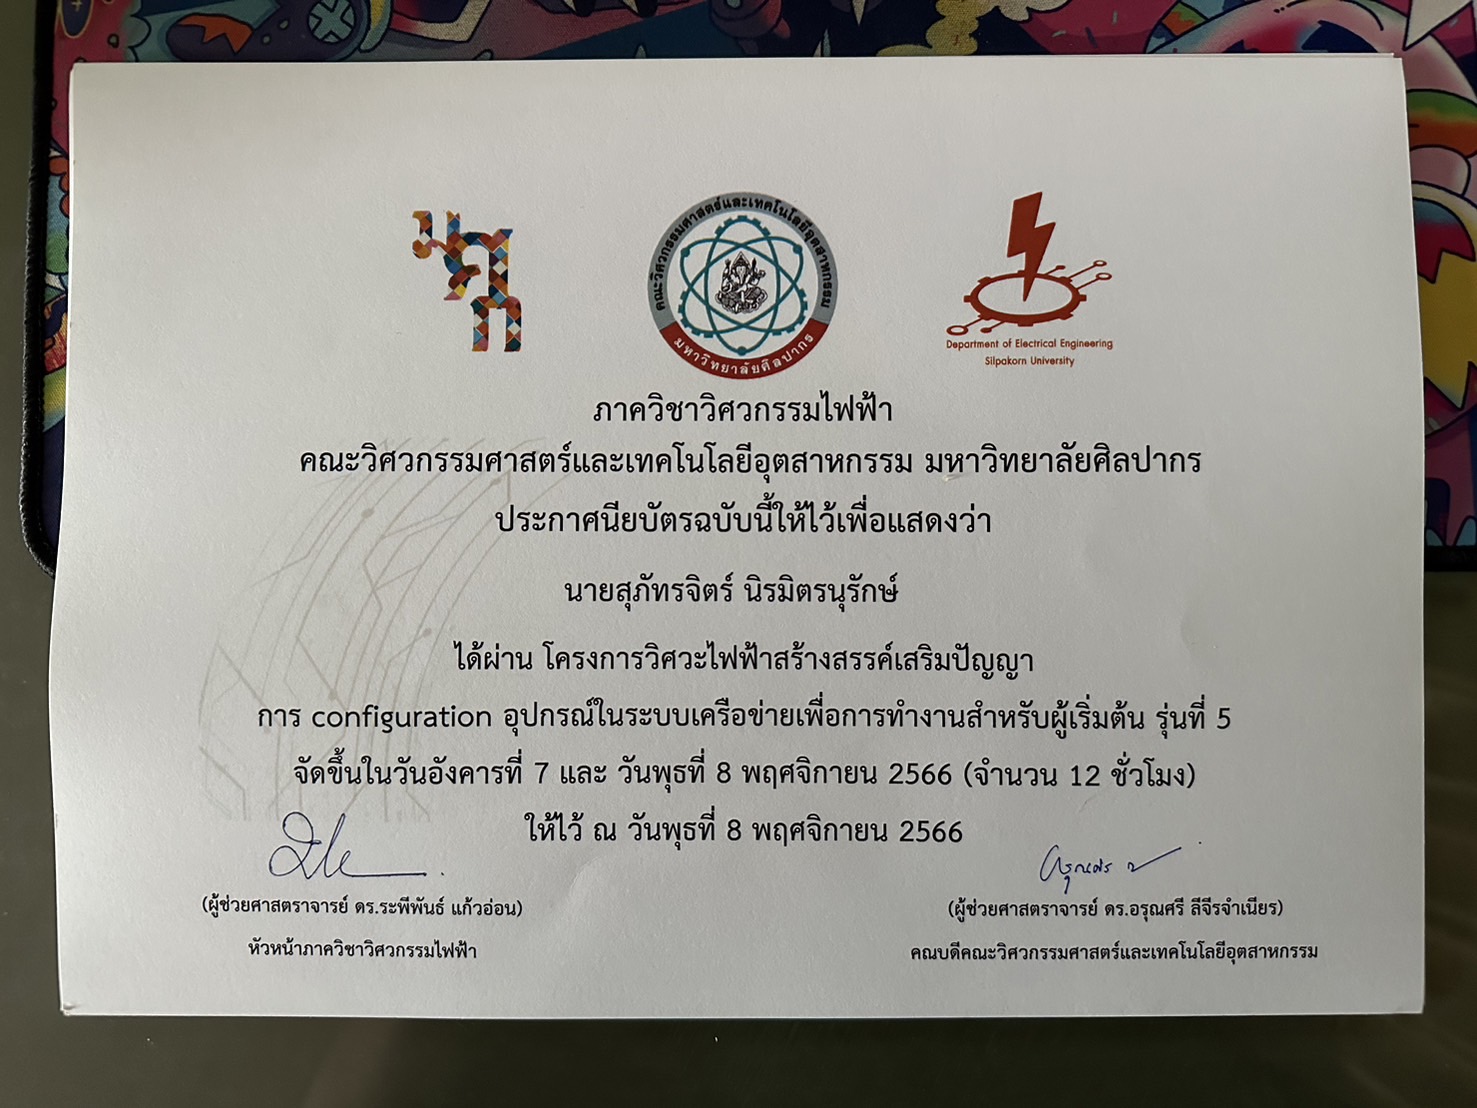 มศก
คณะวิศวกรรมศาสตร์และเทคโนโลยีอุตสาหกรรม
มหาวิทยาลัยศิลปากร
Department of Electrical Engineering
Silpakorn University
ภาควิชาวิศวกรรมไฟฟ้า
คณะวิศวกรรมศาสตร์และเทคโนโลยีอุตสาหกรรม มหาวิทยาลัยศิลปากร
ประกาศนียบัตรฉบับนี้ให้ไว้เพื่อแสดงว่า
นายสุภัทรจิตร์ นิรมิตรนุรักษ์
ได้ผ่าน โครงการวิศวะไฟฟ้าสร้างสรรค์เสริมปัญญา
การ configuration อุปกรณ์ในระบบเครือข่ายเพื่อการทำงานสำหรับผู้เริ่มต้น รุ่นที่ 5
จัดขึ้นในวันอังคารที่ 7 และ วันพุธที่ 8 พฤศจิกายน 2566 (จำนวน 12 ชั่วโมง)
ให้ไว้ ณ วันพุธที่ 8 พฤศจิกายน 2566
(ผู้ช่วยศาสตราจารย์ ดร.ระพีพันธ์ แก้วอ่อน)
หัวหน้าภาควิชาวิศวกรรมไฟฟ้า
(ผู้ช่วยศาสตราจารย์ ดร.อรุณศรี ลีจีรจำเนียร)
คณบดีคณะวิศวกรรมศาสตร์และเทคโนโลยีอุตสาหกรรม